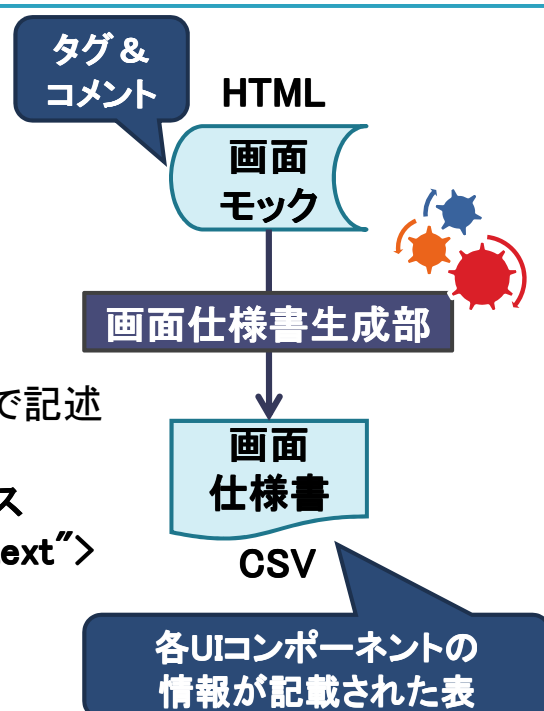 タグ＆
コメント
HTML
画面
モック
画面仕様書生成部
で記述
画面
仕様書
ス
ext">
CSV
各UIコンポーネントの
情報が記載された表